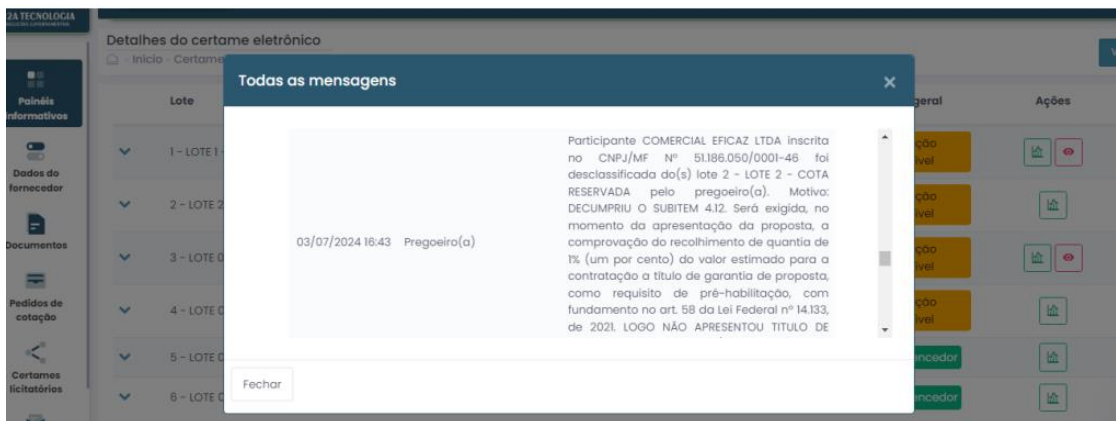 2A TECNOLOGIA
Detalhes do certame eletrônico
Início - Certame
Todas as mensagens
×
Painéis
informativos
Dados do
fornecedor
Documentos
Pedidos de
cotação
Certames
licitatórios
Lote
geral
Ações
1 - LOTE 1 -
2 - LOTE 2
3 - LOTE 0
4 - LOTE 0
5 - LOTE 0
6 - LOTE 0
encedor
encedor
03/07/2024 16:43 Pregoeiro(a)
Participante COMERCIAL EFICAZ LTDA inscrita
no CNPJ/MF Nº 51.186.050/0001-46 foi
desclassificada do(s) lote 2 - LOTE 2 - COTA
RESERVADA pelo pregoeiro(a). Motivo:
DECUMPRIU O SUBITEM 4.12. Será exigida, no
momento da apresentação da proposta, a
comprovação do recolhimento de quantia de
1% (um por cento) do valor estimado para a
contratação a título de garantia de proposta,
como requisito de pré-habilitação, com
fundamento no art. 58 da Lei Federal nº 14.133,
de 2021. LOGO NÃO APRESENTOU TITULO DE
Fechar